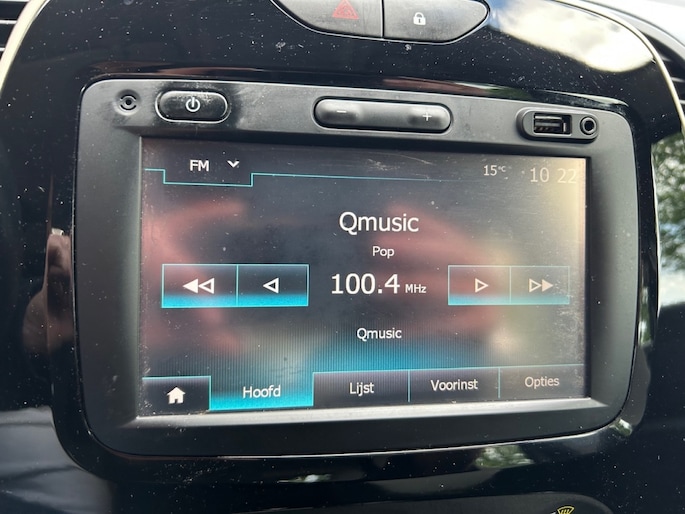 FM
15°C
10 22
Qmusic
Pop
100.4 MHz
Qmusic
Hoofd
Lijst
Voorinst
Opties